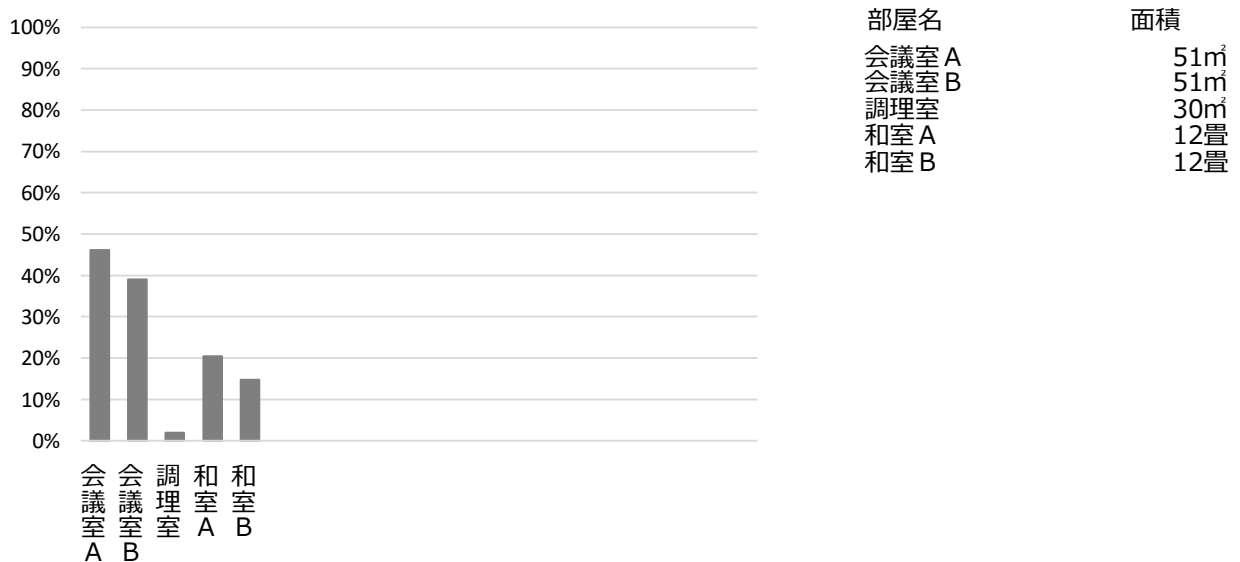 100%
90%
80%
70%
60%
50%
40%
30%
20%
10%
0%
会議室A
会議室B
調理室
和室A
和室B
部屋名 面積
会議室A 51㎡
会議室B 51㎡
調理室 30㎡
和室A 12畳
和室B 12畳